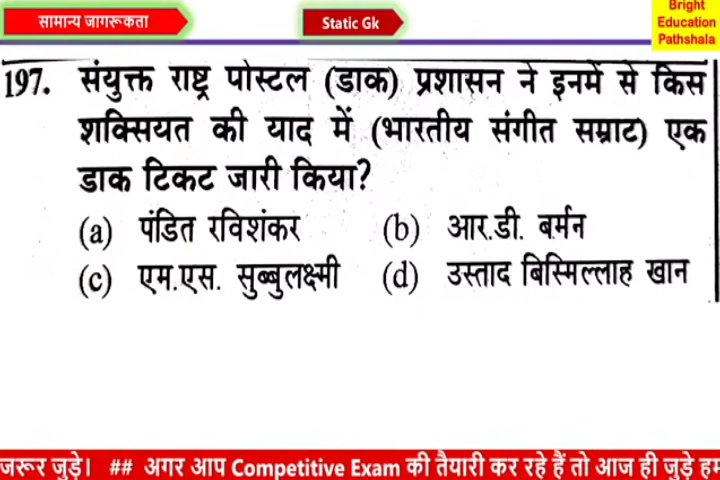 सामान्य जागरूकता
Static Gk
Bright
Education
Pathshala
197. संयुक्त राष्ट्र पोस्टल (डाक) प्रशासन ने इनमें से किस
शक्सियत की याद में (भारतीय संगीत सम्राट) एक
डाक टिकट जारी किया?
(a) पंडित रविशंकर (b) आर.डी. बर्मन
(c) एम.एस. सुब्बुलक्ष्मी (d) उस्ताद बिस्मिल्लाह खान
जरूर जुड़े। ## अगर आप Competitive Exam की तैयारी कर रहे हैं तो आज ही जुड़े हम